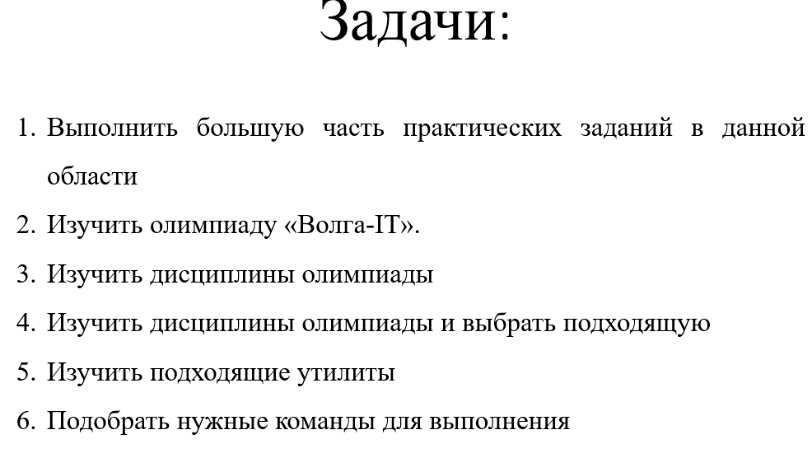 Задачи:
1. Выполнить большую часть практических заданий в данной
области
2. Изучить олимпиаду «Волга-IT».
3. Изучить дисциплины олимпиады
4. Изучить дисциплины олимпиады и выбрать подходящую
5. Изучить подходящие утилиты
6. Подобрать нужные команды для выполнения